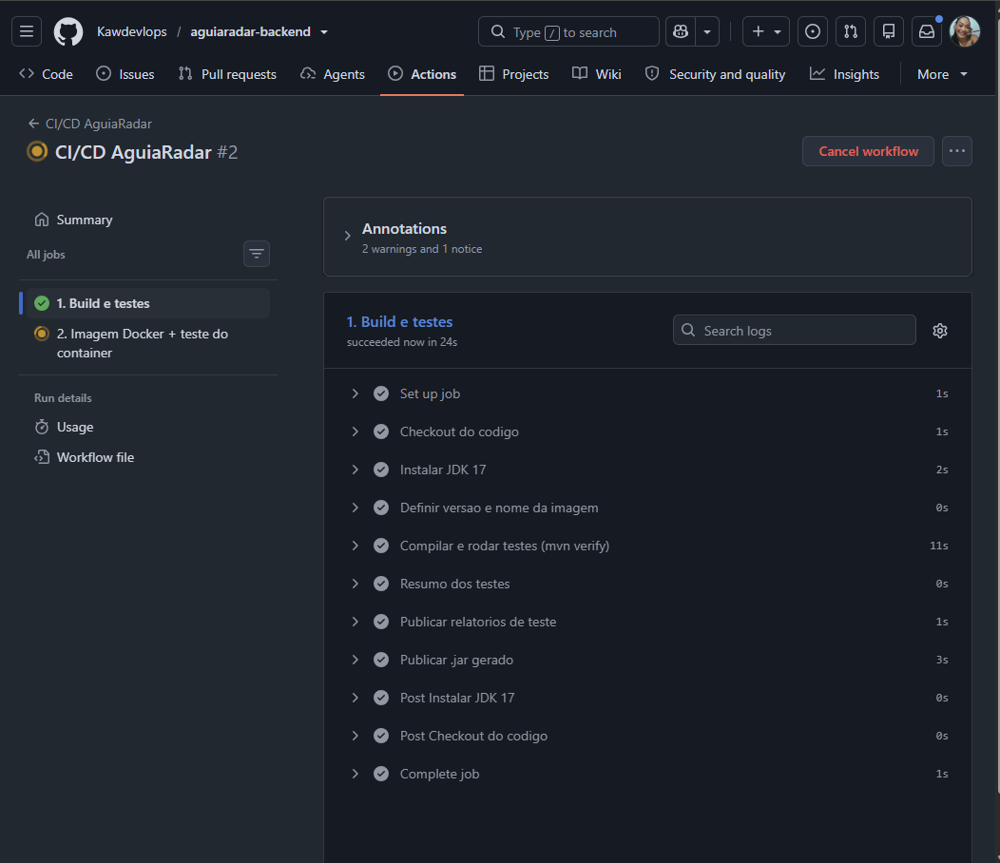 Kawdevlops / aguiaradar-backend
Type / to search
Code
Issues
Pull requests
Agents
Actions
Projects
Wiki
Security and quality
Insights
More
CI/CD AguiaRadar
CI/CD AguiaRadar #2
Cancel workflow
Summary
All jobs
1. Build e testes
2. Imagem Docker + teste do
container
Run details
Usage
Workflow file
Annotations
2 warnings and 1 notice
1. Build e testes
succeeded now in 24s
Search logs
Set up job 1s
Checkout do codigo 1s
Instalar JDK 17 2s
Definir versao e nome da imagem 0s
Compilar e rodar testes (mvn verify) 11s
Resumo dos testes 0s
Publicar relatorios de teste 1s
Publicar .jar gerado 3s
Post Instalar JDK 17 0s
Post Checkout do codigo 0s
Complete job 1s